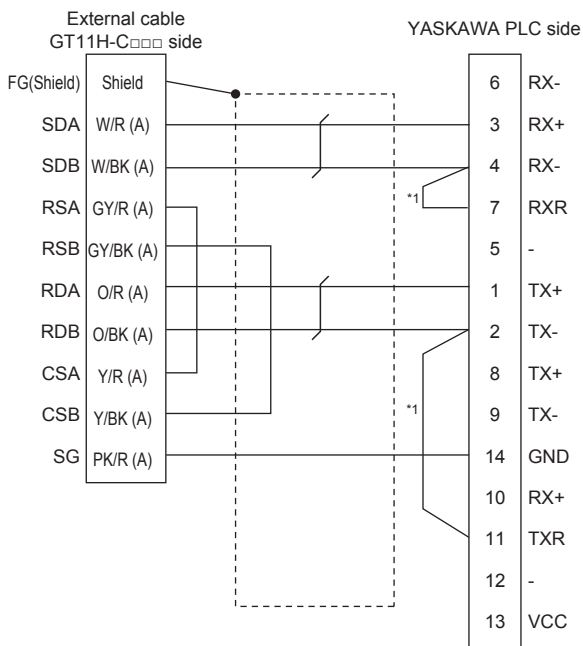 External cable
GT11H-C□□□ side
YASKAWA PLC side
FG(Shield) Shield 6 RX-
SDA W/R (A) 3 RX+
SDB W/BK (A) 4 RX-
RSA GY/R (A) *1 7 RXR
RSB GY/BK (A) 5 -
RDA O/R (A) 1 TX+
RDB O/BK (A) 2 TX-
CSA Y/R (A) 8 TX+
CSB Y/BK (A) *1 9 TX-
SG PK/R (A) 14 GND
10 RX+
11 TXR
12 -
13 VCC